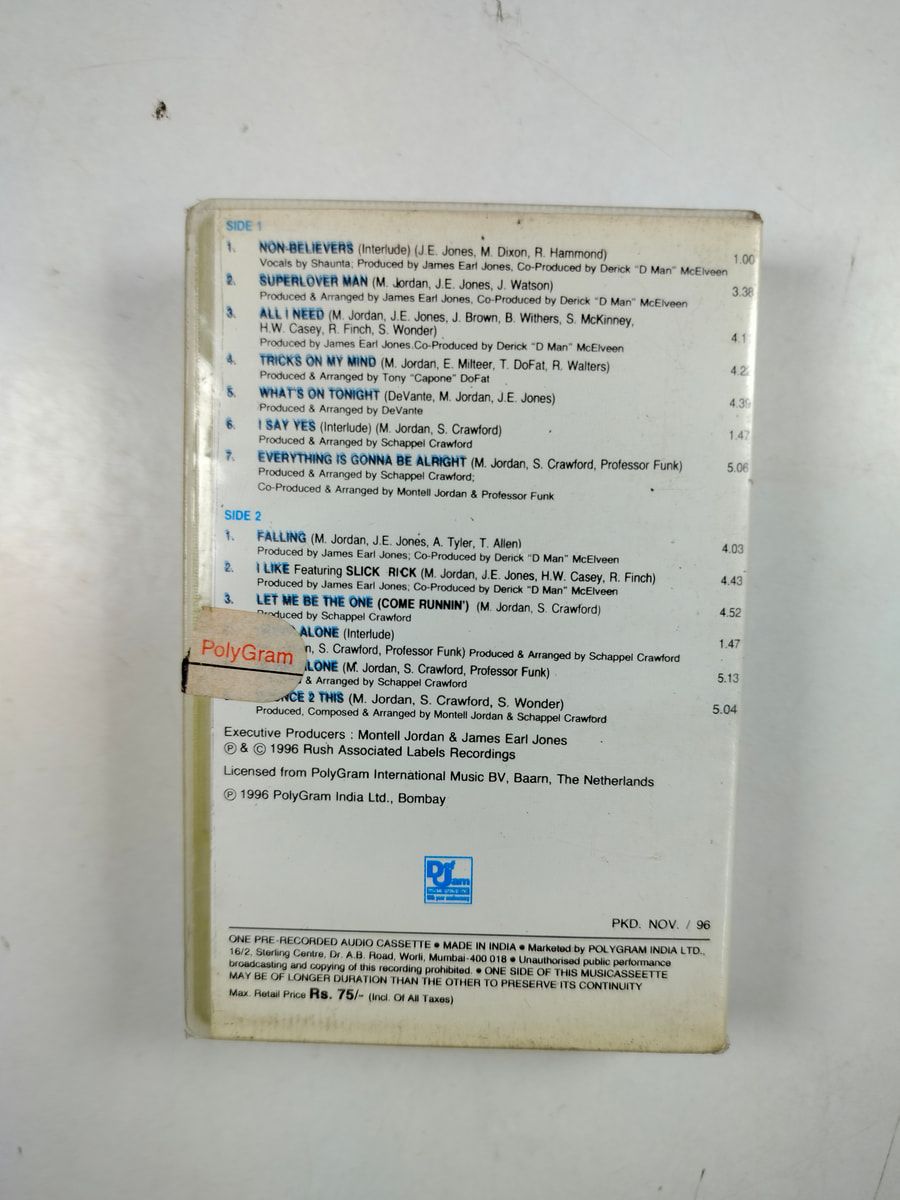 SIDE 1
1. NON-BELIEVERS (Interlude) (J.E. Jones, M. Dixon, R. Hammond) 1.00
Vocals by Shaunta; Produced by James Earl Jones, Co-Produced by Derick "D Man" McElveen
2. SUPERLOVER MAN (M. Jordan, J.E. Jones, J. Watson) 3.38
Produced & Arranged by James Earl Jones, Co-Produced by Derick "D Man" McElveen
3. ALL I NEED (M. Jordan, J.E. Jones, J. Brown, B. Withers, S. McKinney,
H.W. Casey, R. Finch, S. Wonder) 4.1
Produced by James Earl Jones.Co-Produced by Derek "D Man" McElveen
4. TRICKS ON MY MIND (M. Jordan, E. Milteer, T. DoFat, R. Walters) 4.22
Produced & Arranged by Tony "Capone" DoFat
5. WHAT'S ON TONIGHT (DeVante, M. Jordan, J.E. Jones) 4.39
Produced & Arranged by DeVante
6. I SAY YES (Interlude) (M. Jordan, S. Crawford) 1.47
Produced & Arranged by Schappel Crawford
7. EVERYTHING IS GONNA BE ALRIGHT (M. Jordan, S. Crawford, Professor Funk) 5.06
Produced & Arranged by Schappel Crawford;
Co-Produced & Arranged by Montell Jordan & Professor Funk
SIDE 2
1. FALLING (M. Jordan, J.E. Jones, A. Tyler, T. Allen) 4.03
Produced by James Earl Jones; Co-Produced by Derick "D Man" McElveen
2. I LIKE Featuring SLICK RICK (M. Jordan, J.E. Jones, H.W. Casey, R. Finch) 4.43
Produced by James Earl Jones; Co-Produced by Derick "D Man" McElveen
3. LET ME BE THE ONE (COME RUNNIN') (M. Jordan, S. Crawford) 4.52
Produced by Schappel Crawford
ALONE (Interlude) 1.47
n, S. Crawford, Professor Funk) Produced & Arranged by Schappel Crawford
PolyGram
LONE (M. Jordan, S. Crawford, Professor Funk) 5.13
& Arranged by Schappel Crawford
NCE 2 THIS (M. Jordan, S. Crawford, S. Wonder) 5.04
Produced, Composed & Arranged by Montell Jordan & Schappel Crawford
Executive Producers : Montell Jordan & James Earl Jones
℗ & © 1996 Rush Associated Labels Recordings
Licensed from PolyGram International Music BV, Baarn, The Netherlands
℗ 1996 PolyGram India Ltd., Bombay
Def Jam
PKD. NOV. / 96
ONE PRE-RECORDED AUDIO CASSETTE ● MADE IN INDIA ● Marketed by POLYGRAM INDIA LTD.,
16/2, Sterling Centre, Dr. A.B. Road, Worli, Mumbai-400 018 ● Unauthorised public performance
broadcasting and copying of this recording prohibited. ● ONE SIDE OF THIS MUSICASSEETTE
MAY BE OF LONGER DURATION THAN THE OTHER TO PRESERVE ITS CONTINUITY
Max. Retail Price Rs. 75/- (Incl. Of All Taxes)